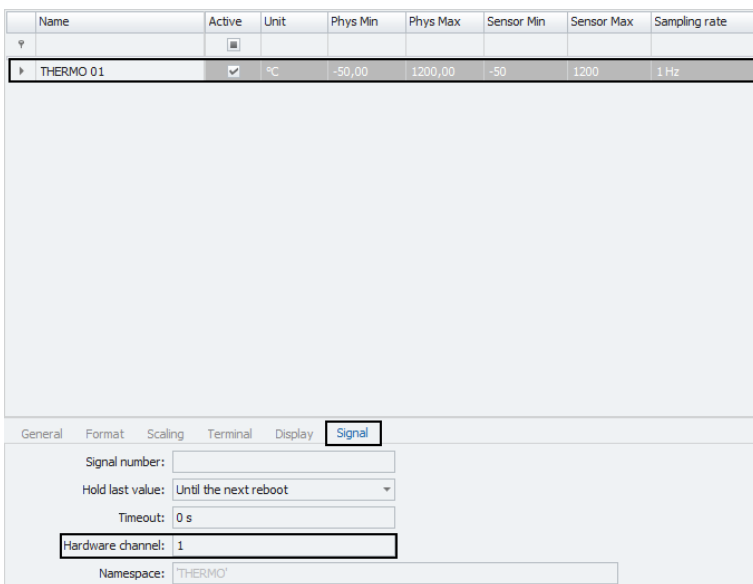 Name Active Unit Phys Min Phys Max Sensor Min Sensor Max Sampling rate
THERMO 01 °C -50,00 1200,00 -50 1200 1 Hz
General Format Scaling Terminal Display Signal
Signal number:
Hold last value: Until the next reboot
Timeout: 0 s
Hardware channel: 1
Namespace: 'THERMO'